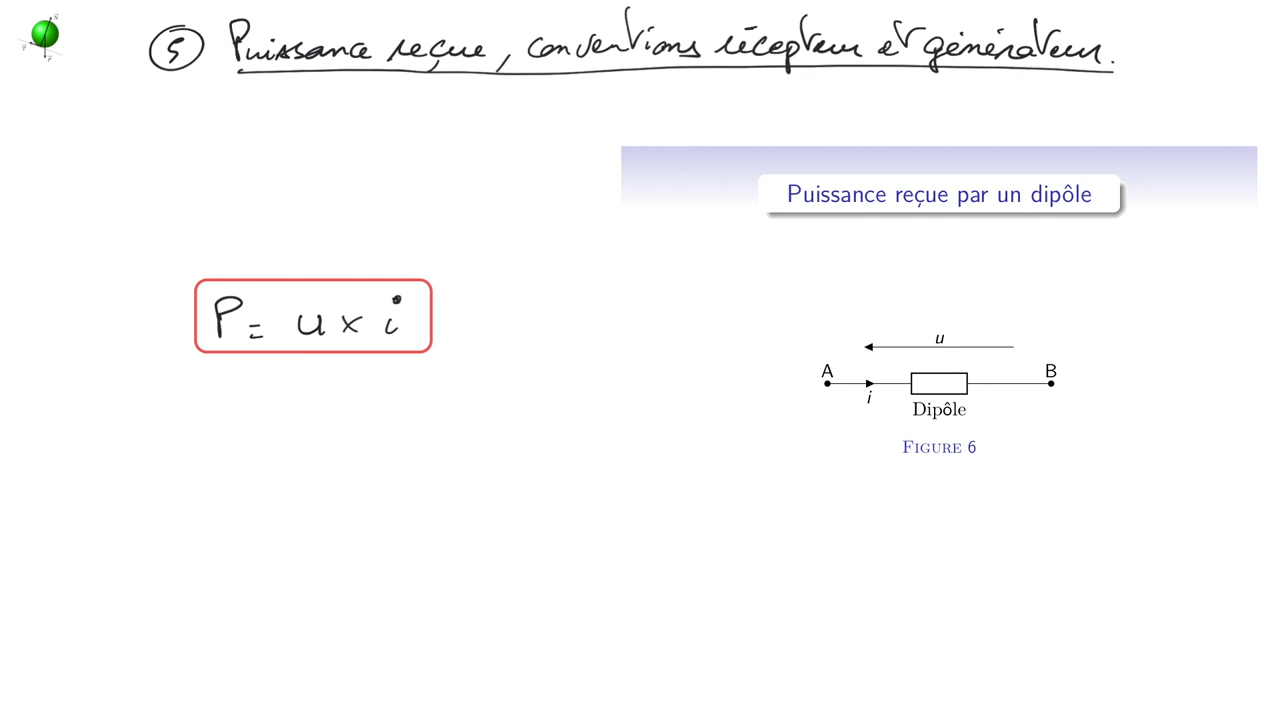 ⑤ Puissance reçue, conventions récepteur et générateur.
Puissance reçue par un dipôle
P = u × i
u
A
B
i
Dipôle
FIGURE 6